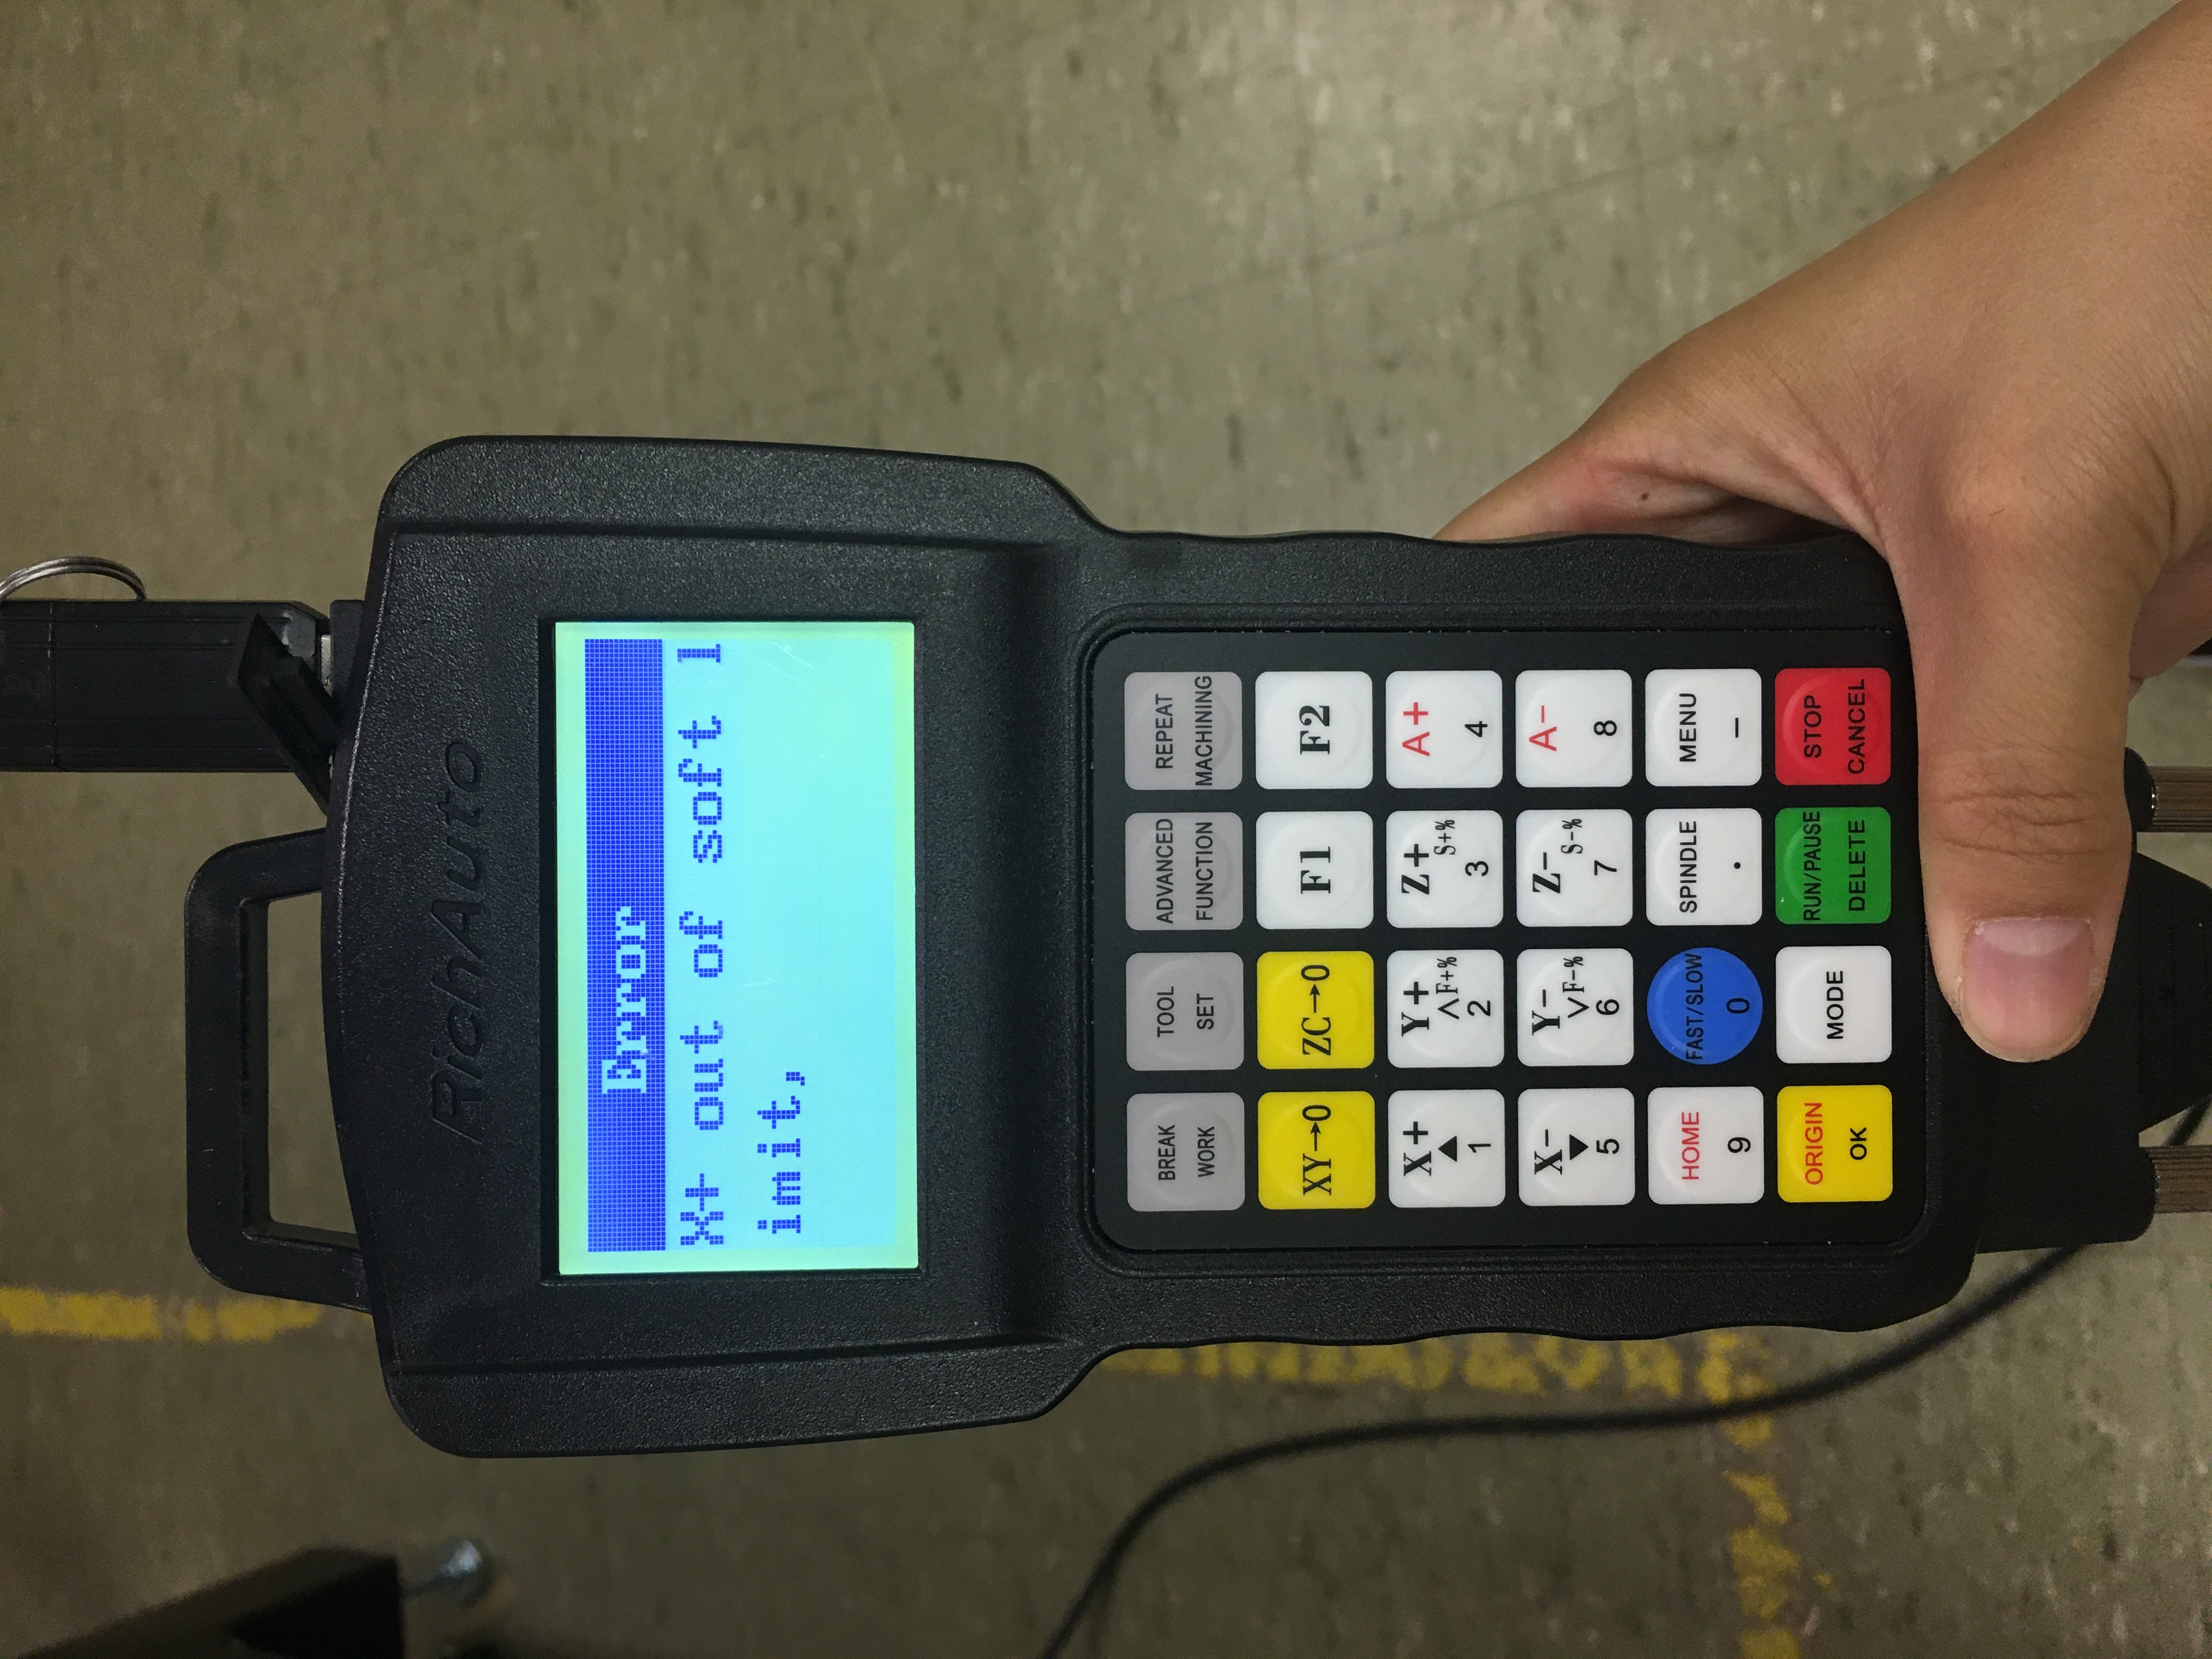 RichAuto
Error
X+ out of soft l
imit,
BREAK WORK
TOOL SET
ADVANCED FUNCTION
REPEAT MACHINING
XY→0
ZC→0
F1
F2
X+ ▲ 1
Y+ ∧ F+% 2
Z+ S+% 3
A+ 4
X- ▼ 5
Y- ∨ F-% 6
Z- S-% 7
A- 8
HOME 9
FAST/SLOW 0
SPINDLE .
MENU –
ORIGIN OK
MODE
RUN/PAUSE DELETE
STOP CANCEL